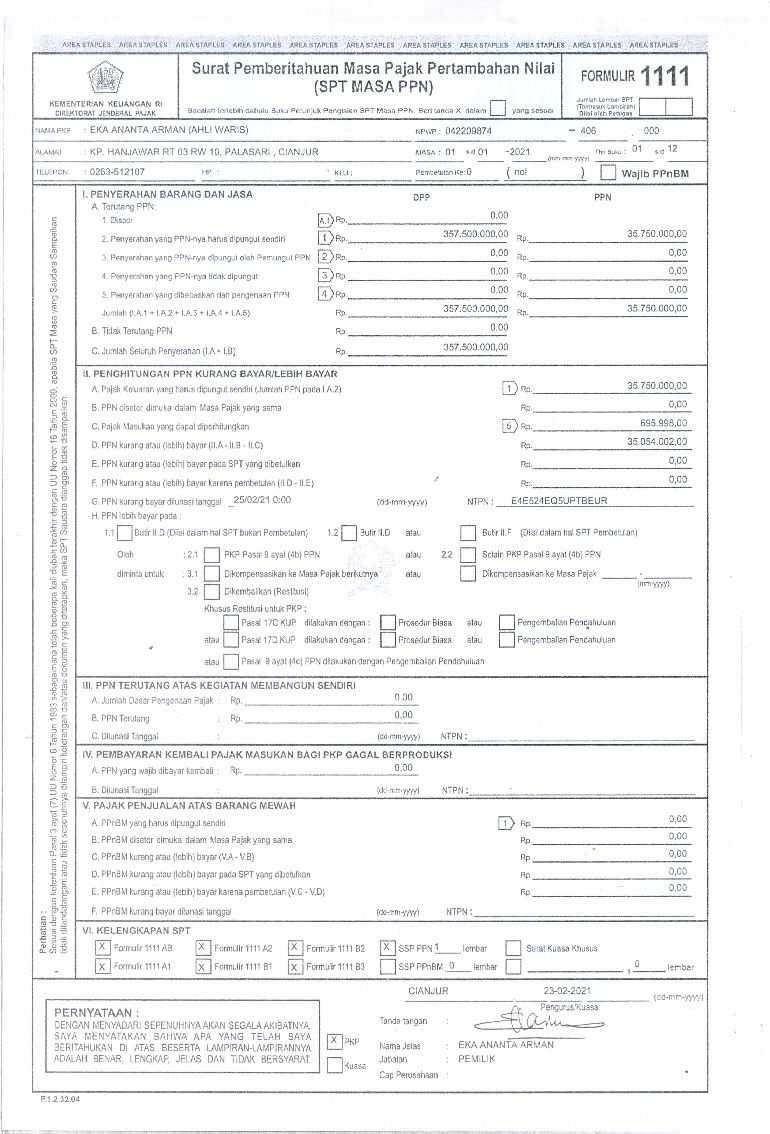 AREA STAPLES AREA STAPLES AREA STAPLES AREA STAPLES AREA STAPLES AREA STAPLES AREA STAPLES AREA STAPLES AREA STAPLES AREA STAPLES AREA STAPLES
KEMENTERIAN KEUANGAN RI
DIREKTORAT JENDERAL PAJAK
Surat Pemberitahuan Masa Pajak Pertambahan Nilai
(SPT MASA PPN)
Bacalah terlebih dahulu Buku Petunjuk Pengisian SPT Masa PPN. Beri tanda X dalam yang sesuai
FORMULIR 1111
Jumlah Lembar SPT
(Termasuk Lampiran)
Diisi oleh Petugas
NAMA PKP : EKA ANANTA ARMAN (AHLI WARIS) NPWP : 042209874 – 406 . 000
ALAMAT : KP. HANJAWAR RT 03 RW 10, PALASARI , CIANJUR MASA : 01 s.d 01 -2021 (mm-mm-yyyy) Thn Buku : 01 s.d 12
TELEPON : 0263-512107 HP : KLU : Pembetulan Ke: 0 ( nol ) Wajib PPnBM
I. PENYERAHAN BARANG DAN JASA DPP PPN
A. Terutang PPN:
1. Ekspor A.1 Rp. 0,00
2. Penyerahan yang PPN-nya harus dipungut sendiri 1 Rp. 357.500.000,00 Rp. 35.750.000,00
3. Penyerahan yang PPN-nya dipungut oleh Pemungut PPN 2 Rp. 0,00 Rp. 0,00
4. Penyerahan yang PPN-nya tidak dipungut 3 Rp. 0,00 Rp. 0,00
5. Penyerahan yang dibebaskan dari pengenaan PPN 4 Rp. 0,00 Rp. 0,00
Jumlah (I.A.1 + I.A.2 + I.A.3 + I.A.4 + I.A.5) Rp. 357.500.000,00 Rp. 35.750.000,00
B. Tidak Terutang PPN Rp. 0,00
C. Jumlah Seluruh Penyerahan (I.A + I.B) Rp. 357.500.000,00
II. PENGHITUNGAN PPN KURANG BAYAR/LEBIH BAYAR
A. Pajak Keluaran yang harus dipungut sendiri (Jumlah PPN pada I.A.2) 1 Rp. 35.750.000,00
B. PPN disetor dimuka dalam Masa Pajak yang sama Rp. 0,00
C. Pajak Masukan yang dapat diperhitungkan 5 Rp. 695.998,00
D. PPN kurang atau (lebih) bayar (II.A - II.B - II.C) Rp. 35.054.002,00
E. PPN kurang atau (lebih) bayar pada SPT yang dibetulkan Rp. 0,00
F. PPN kurang atau (lebih) bayar karena pembetulan (II.D - II.E) Rp. 0,00
G. PPN kurang bayar dilunasi tanggal 25/02/21 0:00 (dd-mm-yyyy) NTPN : E4E524EQ5UPTBEUR
H. PPN lebih bayar pada :
1.1 Butir II.D (Diisi dalam hal SPT bukan Pembetulan) 1.2 Butir II.D atau Butir II.F (Diisi dalam hal SPT Pembetulan)
Oleh : 2.1 PKP Pasal 9 ayat (4b) PPN atau 2.2 Selain PKP Pasal 9 ayat (4b) PPN
diminta untuk : 3.1 Dikompensasikan ke Masa Pajak berikutnya atau Dikompensasikan ke Masa Pajak -
(mm-yyyy)
3.2 Dikembalikan (Restitusi)
Khusus Restitusi untuk PKP :
Pasal 17C KUP dilakukan dengan : Prosedur Biasa atau Pengembalian Pendahuluan
atau Pasal 17D KUP dilakukan dengan : Prosedur Biasa atau Pengembalian Pendahuluan
atau Pasal 9 ayat (4c) PPN dilakukan dengan Pengembalian Pendahuluan
III. PPN TERUTANG ATAS KEGIATAN MEMBANGUN SENDIRI
A. Jumlah Dasar Pengenaan Pajak : Rp. 0,00
B. PPN Terutang : Rp. 0,00
C. Dilunasi Tanggal : (dd-mm-yyyy) NTPN :
IV. PEMBAYARAN KEMBALI PAJAK MASUKAN BAGI PKP GAGAL BERPRODUKSI
A. PPN yang wajib dibayar kembali : Rp. 0,00
B. Dilunasi Tanggal : (dd-mm-yyyy) NTPN :
V. PAJAK PENJUALAN ATAS BARANG MEWAH
A. PPnBM yang harus dipungut sendiri 1 Rp. 0,00
B. PPnBM disetor dimuka dalam Masa Pajak yang sama Rp. 0,00
C. PPnBM kurang atau (lebih) bayar (V.A - V.B) Rp. 0,00
D. PPnBM kurang atau (lebih) bayar pada SPT yang dibetulkan Rp. 0,00
E. PPnBM kurang atau (lebih) bayar karena pembetulan (V.C - V.D) Rp. 0,00
F. PPnBM kurang bayar dilunasi tanggal (dd-mm-yyyy) NTPN :
VI. KELENGKAPAN SPT
X Formulir 1111 AB X Formulir 1111 A2 X Formulir 1111 B2 X SSP PPN 1 lembar Surat Kuasa Khusus
X Formulir 1111 A1 X Formulir 1111 B1 X Formulir 1111 B3 SSP PPnBM 0 lembar , 0 lembar
Perhatian :
Sesuai dengan ketentuan Pasal 3 ayat (7) UU Nomor 6 Tahun 1983 sebagaimana telah beberapa kali diubah terakhir dengan UU Nomor 16 Tahun 2009, apabila SPT Masa yang Saudara Sampaikan
tidak ditandatangani atau tidak sepenuhnya dilampiri keterangan dan/atau dokumen yang ditetapkan, maka SPT Saudara dianggap tidak disampaikan.
CIANJUR 23-02-2021 (dd-mm-yyyy)
Pengurus/Kuasa
PERNYATAAN :
DENGAN MENYADARI SEPENUHNYA AKAN SEGALA AKIBATNYA,
SAYA MENYATAKAN BAHWA APA YANG TELAH SAYA
BERITAHUKAN DI ATAS BESERTA LAMPIRAN-LAMPIRANNYA
ADALAH BENAR, LENGKAP, JELAS DAN TIDAK BERSYARAT.
X PKP
Kuasa
Tanda tangan :
Nama Jelas : EKA ANANTA ARMAN
Jabatan : PEMILIK
Cap Perusahaan :
F.1.2.32.04